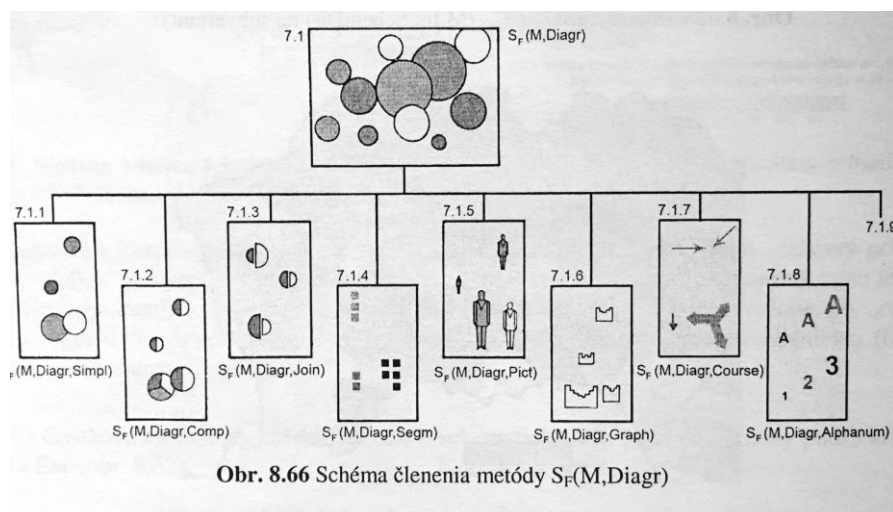 7.1
S_F(M,Diagr)
7.1.1
7.1.3
7.1.5
7.1.7
7.1.9
7.1.2
7.1.4
7.1.6
7.1.8
A
A
A
3
2
1
(M,Diagr,Simpl)
S_F(M,Diagr,Join)
S_F(M,Diagr,Pict)
S_F(M,Diagr,Course)
S_F(M,Diagr,Comp)
S_F(M,Diagr,Segm)
S_F(M,Diagr,Graph)
S_F(M,Diagr,Alphanum)
Obr. 8.66 Schéma členenia metódy S_F(M,Diagr)